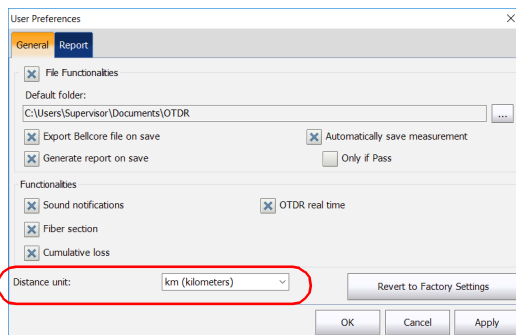 User Preferences
General Report
File Functionalities
Default folder:
C:\Users\Supervisor\Documents\OTDR ...
Export Bellcore file on save Automatically save measurement
Generate report on save Only if Pass
Functionalities
Sound notifications OTDR real time
Fiber section
Cumulative loss
Distance unit: km (kilometers) Revert to Factory Settings
OK Cancel Apply